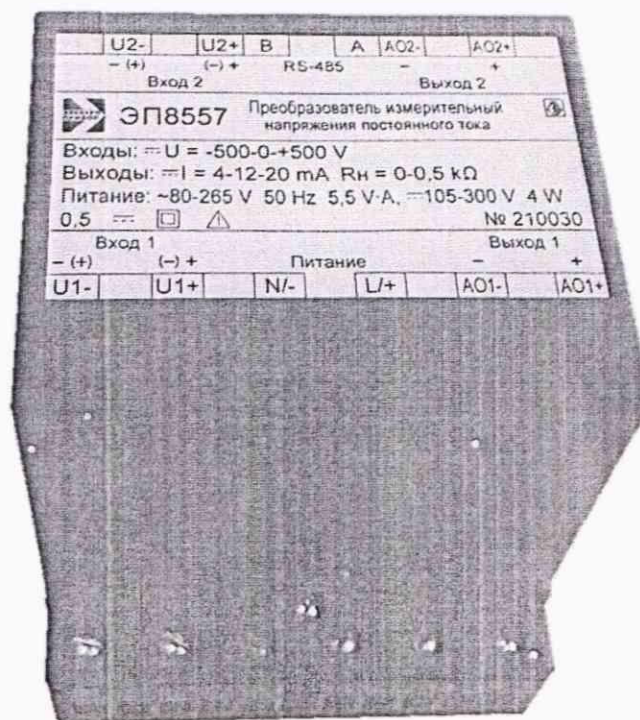 U2- U2+ B A AO2- AO2+
− (+) (−) + RS-485 − +
Вход 2 Выход 2
ЭП8557 Преобразователь измерительный
напряжения постоянного тока
Входы: ⎓U = -500-0-+500 V
Выходы: ⎓I = 4-12-20 mA Rн = 0-0,5 kΩ
Питание: ~80-265 V 50 Hz 5,5 V·A, ⎓105-300 V 4 W
0,5 ⎓ № 210030
Вход 1 Выход 1
− (+) (−) + Питание − +
U1- U1+ N/- L/+ AO1- AO1+